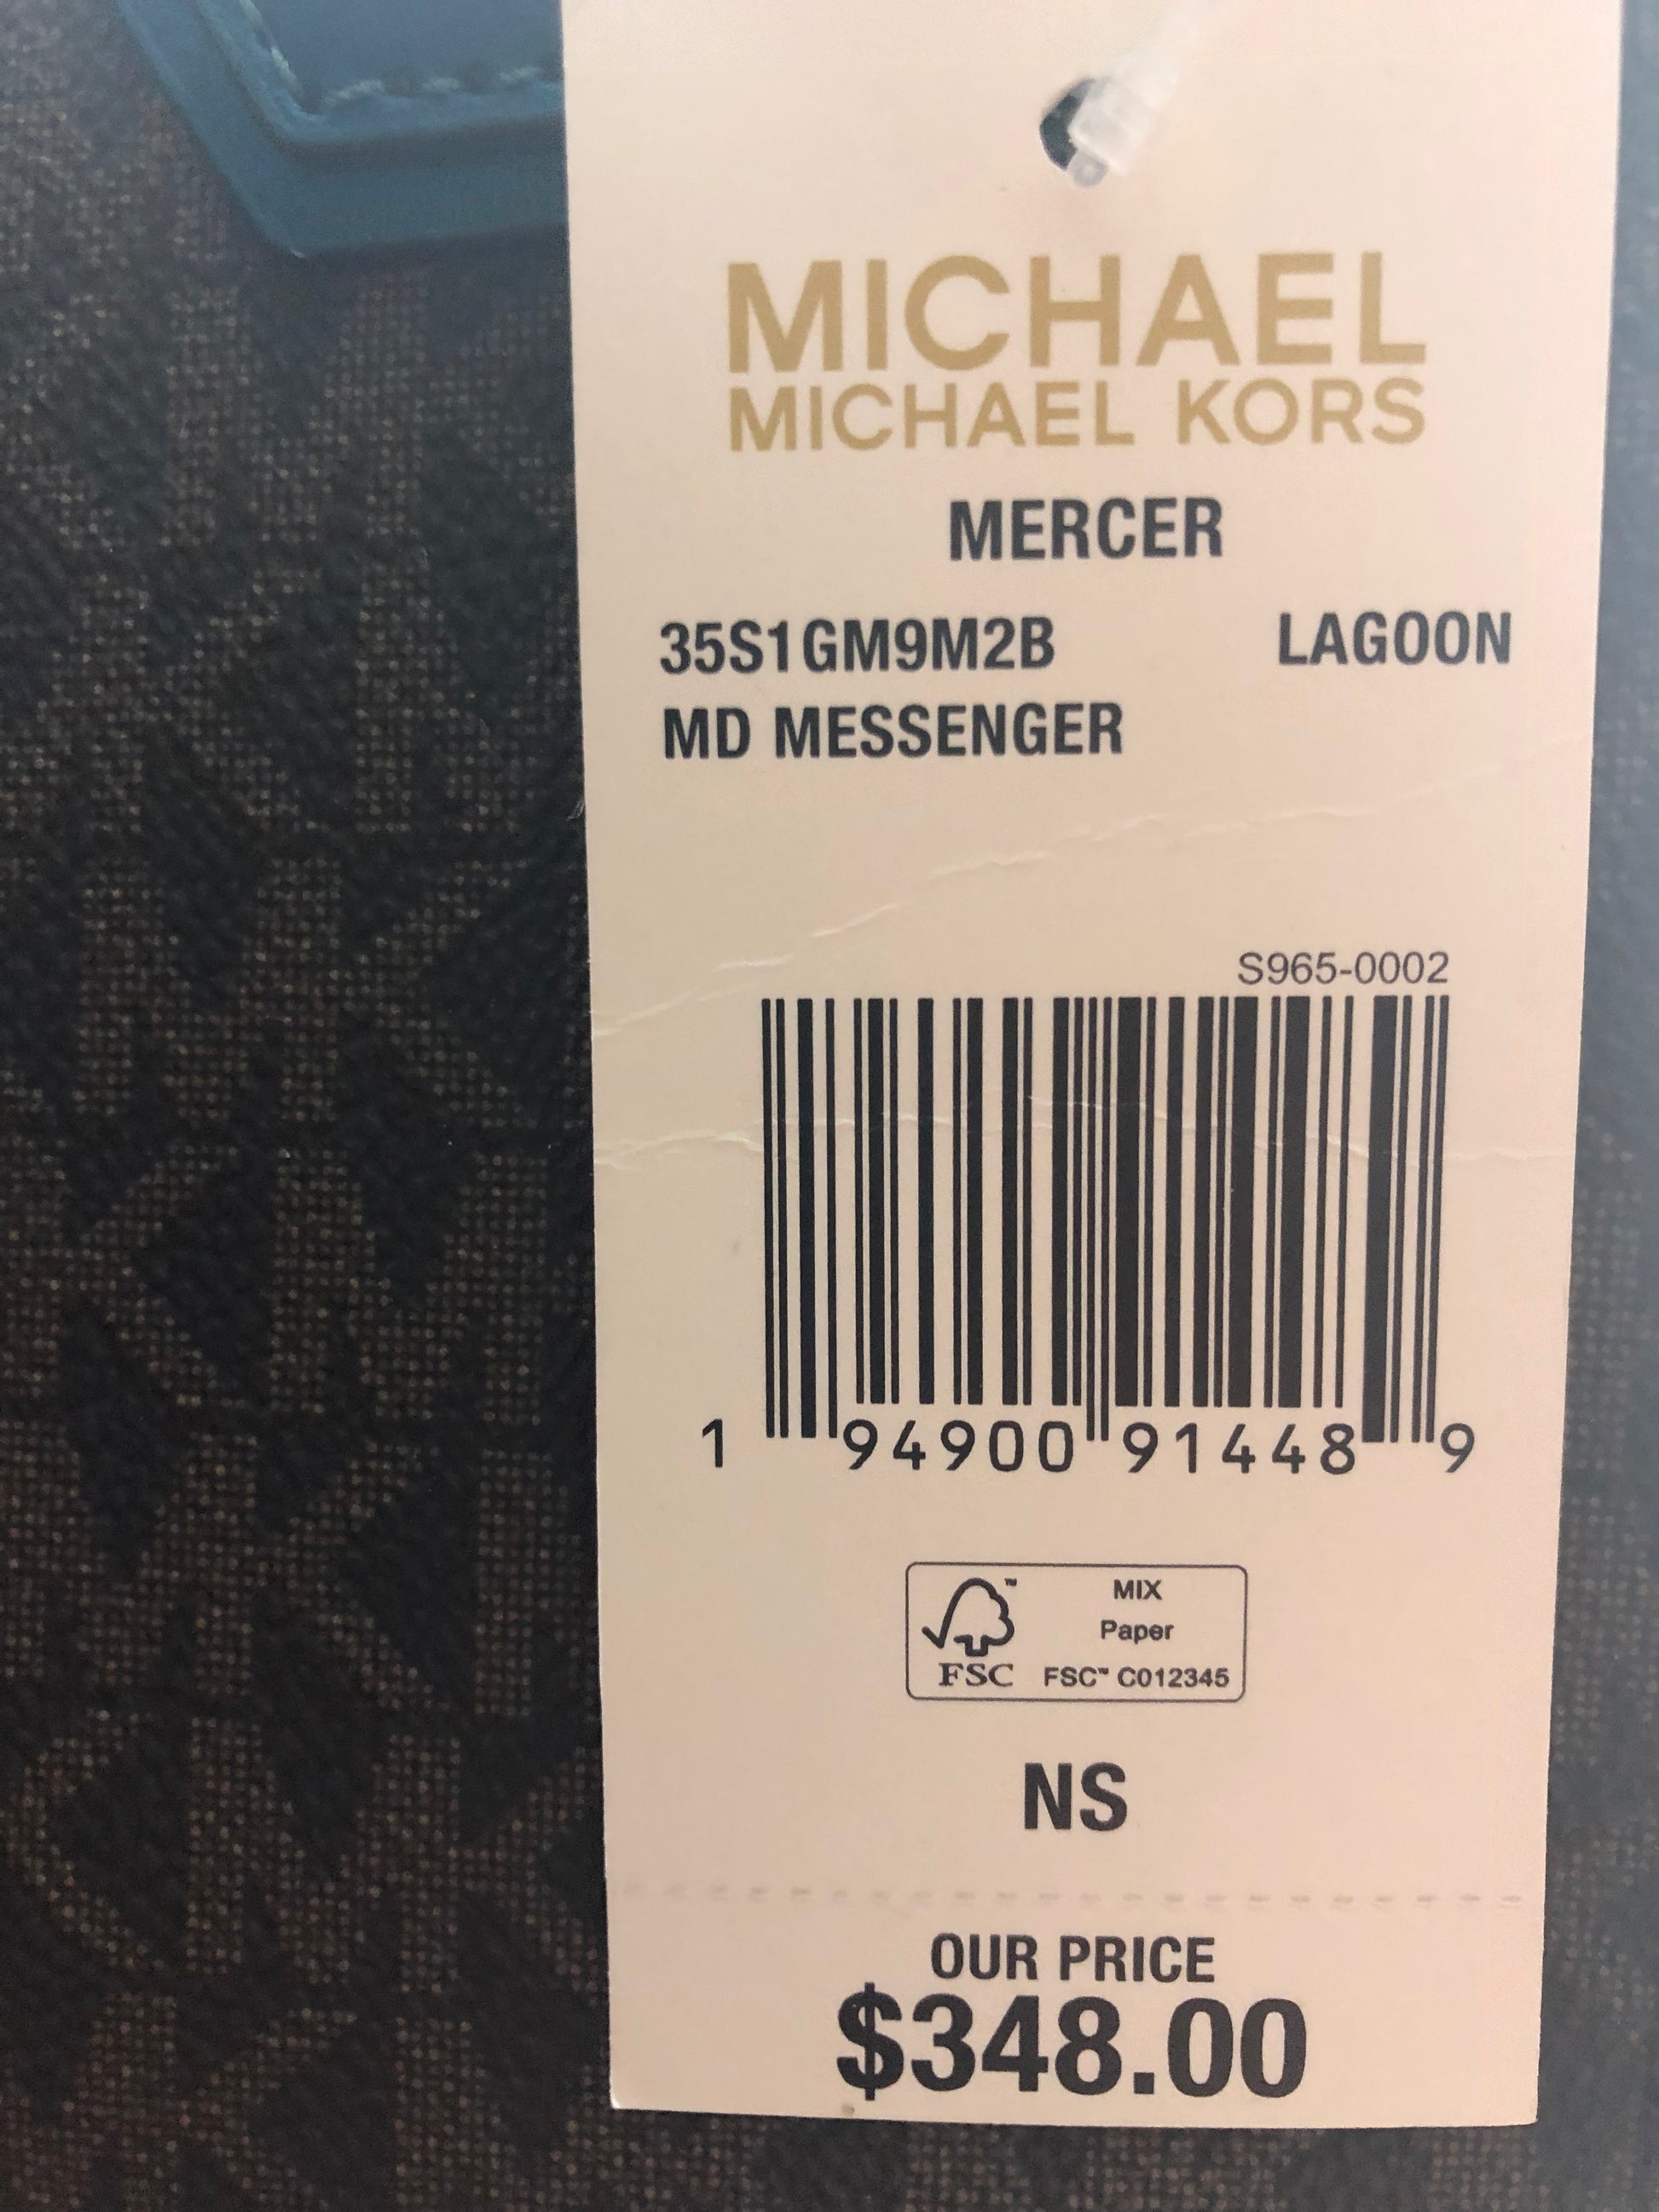 MICHAEL
MICHAEL KORS
MERCER
35S1GM9M2B LAGOON
MD MESSENGER
S965-0002
1 94900 91448 9
MIX
Paper
FSC FSC™ C012345
NS
OUR PRICE
$348.00